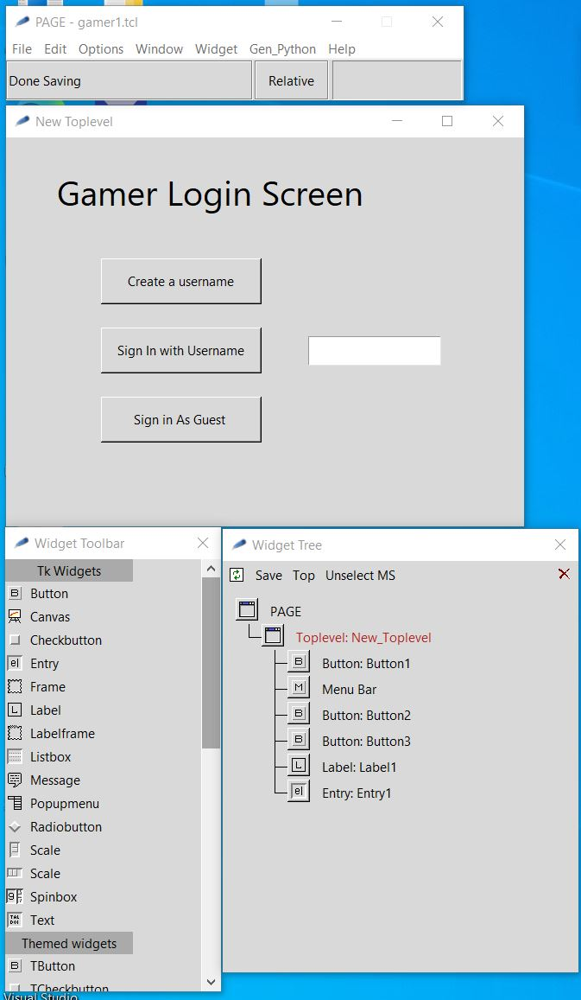 PAGE - gamer1.tcl
File Edit Options Window Widget Gen_Python Help
Done Saving Relative
New Toplevel
Gamer Login Screen
Create a username
Sign In with Username
Sign in As Guest
Widget Toolbar
Tk Widgets
B Button
Canvas
Checkbutton
el Entry
Frame
L Label
Labelframe
Listbox
Message
Popupmenu
Radiobutton
Scale
Scale
Spinbox
Text
Themed widgets
B TButton
TCheckbutton
Widget Tree
Save Top Unselect MS
PAGE
Toplevel: New_Toplevel
B Button: Button1
M Menu Bar
B Button: Button2
B Button: Button3
L Label: Label1
el Entry: Entry1
Visual Studio